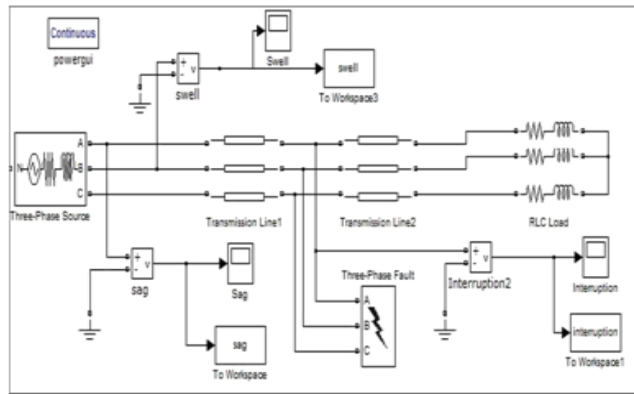 Continuous
powergui
Swell
+
-
v
swell
swell
To Workspace3
N
A
B
C
Three-Phase Source
Transmission Line1
Transmission Line2
RLC Load
+
-
v
sag
Sag
sag
To Workspace
Three-Phase Fault
A
B
C
+
-
v
Interruption2
Interruption
interruption
To Workspace1